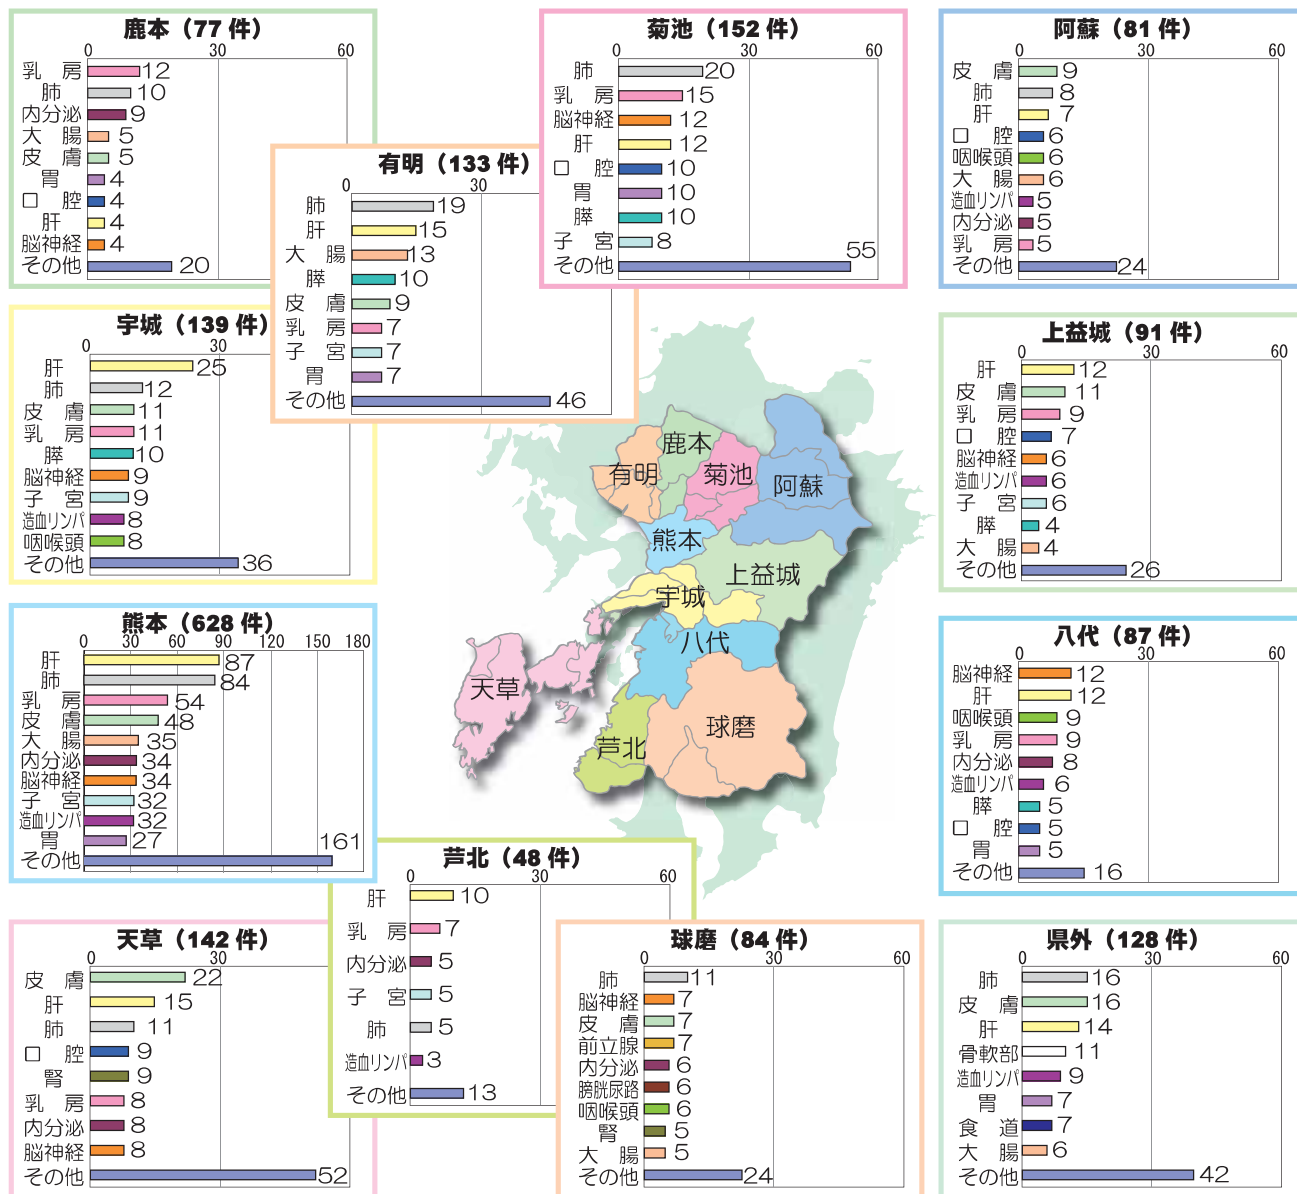 鹿本（77 件）
0 30 60
乳 房 12
肺 10
内分泌 9
大 腸 5
皮 膚 5
胃 4
口 腔 4
肝 4
脳神経 4
その他 20
有明（133 件）
0 30
肺 19
肝 15
大 腸 13
膵 10
皮 膚 9
乳 房 7
子 宮 7
胃 7
その他 46
菊池（152 件）
0 30 60
肺 20
乳 房 15
脳神経 12
肝 12
口 腔 10
胃 10
膵 10
子 宮 8
その他 55
阿蘇（81 件）
0 30 60
皮 膚 9
肺 8
肝 7
口 腔 6
咽喉頭 6
大 腸 6
造血リンパ 5
内分泌 5
乳 房 5
その他 24
宇城（139 件）
0 30
肝 25
肺 12
皮 膚 11
乳 房 11
膵 10
脳神経 9
子 宮 9
造血リンパ 8
咽喉頭 8
その他 36
上益城（91 件）
0 30 60
肝 12
皮 膚 11
乳 房 9
口 腔 7
脳神経 6
造血リンパ 6
子 宮 6
膵 4
大 腸 4
その他 26
鹿本
有明
菊池
阿蘇
熊本
上益城
宇城
八代
天草
芦北
球磨
熊本（628 件）
0 30 60 90 120 150 180
肝 87
肺 84
乳 房 54
皮 膚 48
大 腸 35
内分泌 34
脳神経 34
子 宮 32
造血リンパ 32
胃 27
その他 161
八代（87 件）
0 30 60
脳神経 12
肝 12
咽喉頭 9
乳 房 9
内分泌 8
造血リンパ 6
膵 5
口 腔 5
胃 5
その他 16
芦北（48 件）
0 30 60
肝 10
乳 房 7
内分泌 5
子 宮 5
肺 5
造血リンパ 3
その他 13
天草（142 件）
0 30
皮 膚 22
肝 15
肺 11
口 腔 9
腎 9
乳 房 8
内分泌 8
脳神経 8
その他 52
球磨（84 件）
0 30 60
肺 11
脳神経 7
皮 膚 7
前立腺 7
内分泌 6
膀胱尿路 6
咽喉頭 6
腎 5
大 腸 5
その他 24
県外（128 件）
0 30 60
肺 16
皮 膚 16
肝 14
骨軟部 11
造血リンパ 9
胃 7
食 道 7
大 腸 6
その他 42